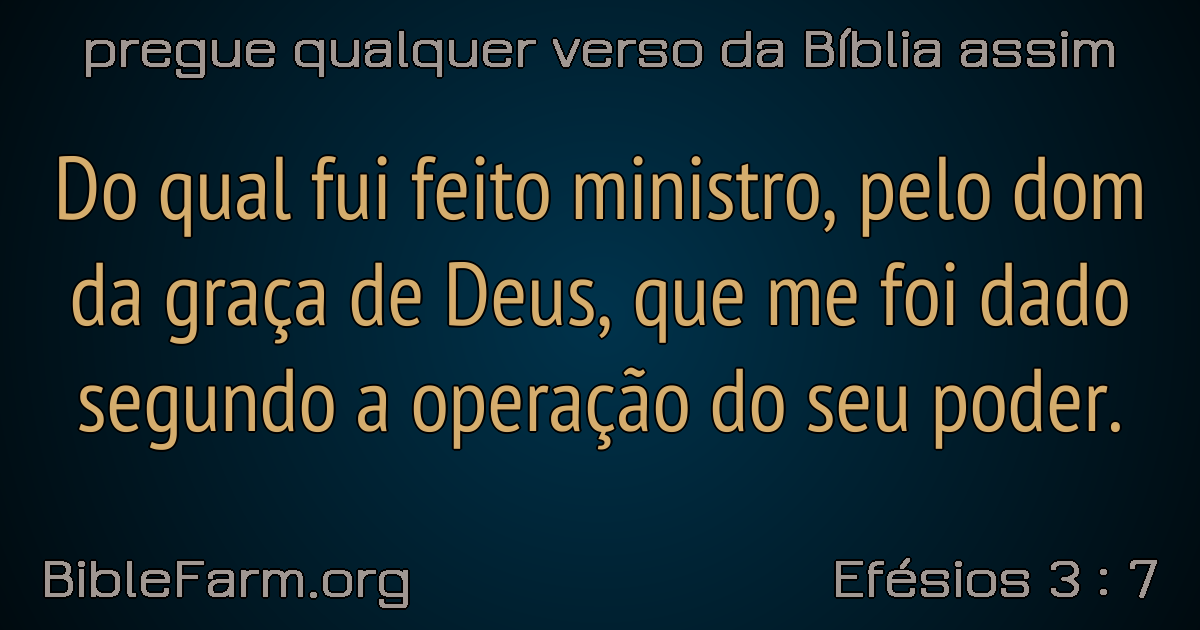 pregue qualquer verso da Bíblia assim
Do qual fui feito ministro, pelo dom
da graça de Deus, que me foi dado
segundo a operação do seu poder.
BibleFarm.org
Efésios 3 : 7